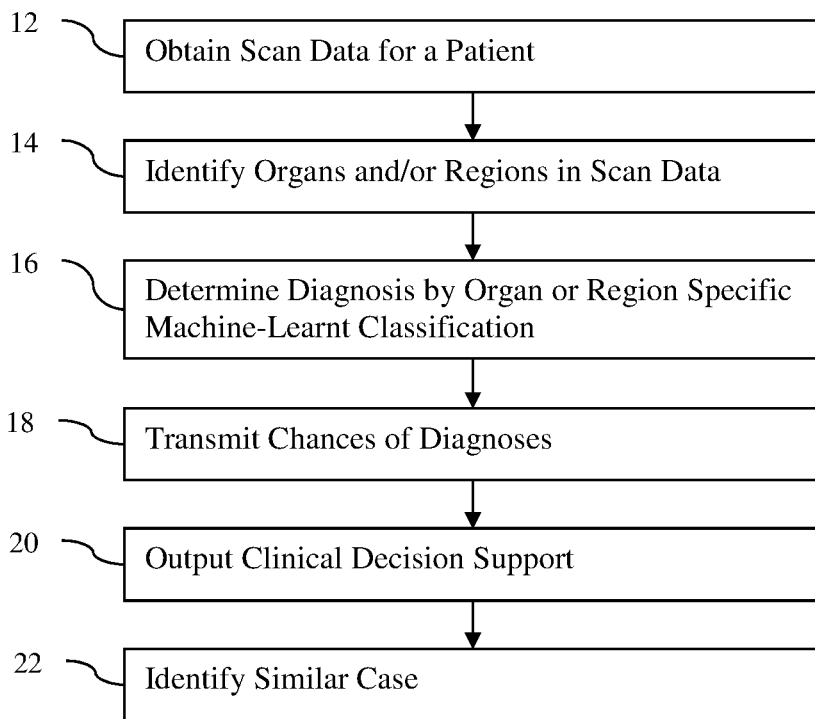 12
Obtain Scan Data for a Patient
14
Identify Organs and/or Regions in Scan Data
16
Determine Diagnosis by Organ or Region Specific
Machine-Learnt Classification
18
Transmit Chances of Diagnoses
20
Output Clinical Decision Support
22
Identify Similar Case